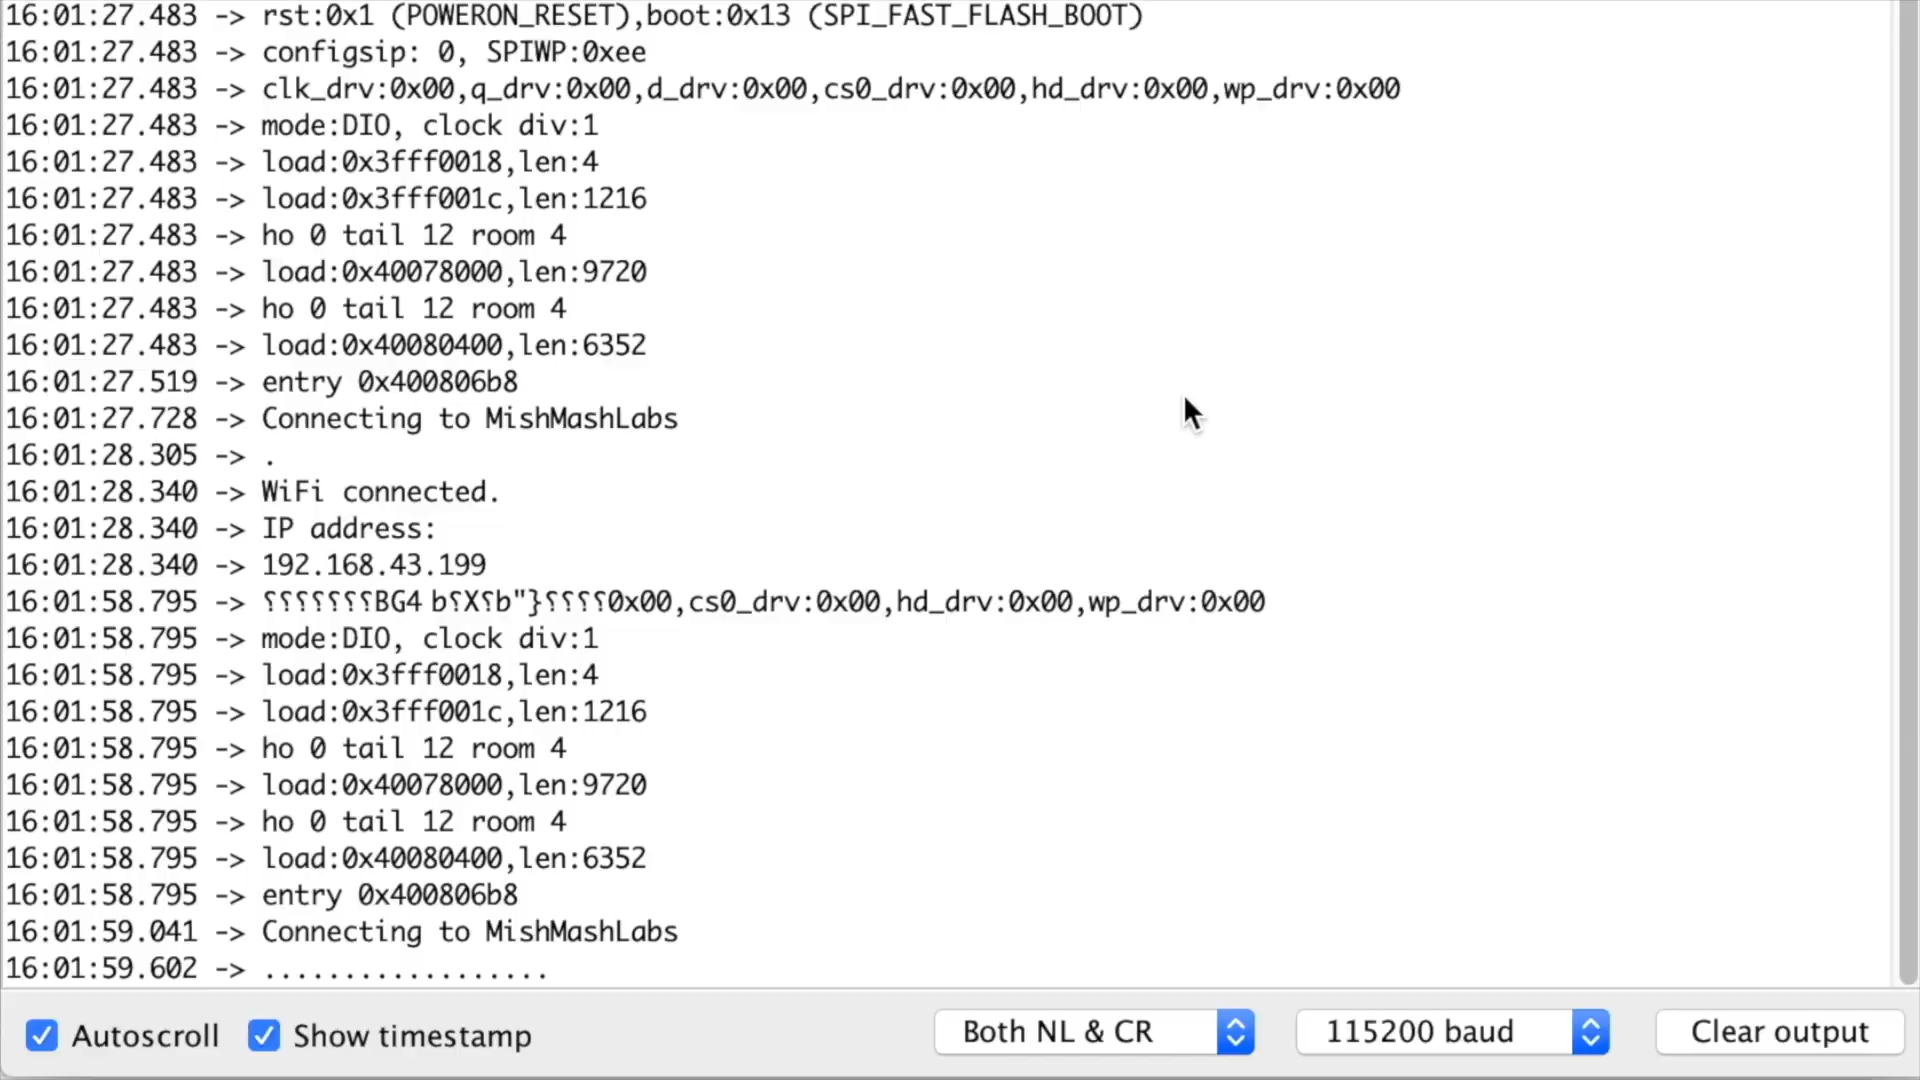 16:01:27.483 -> rst:0x1 (POWERON_RESET),boot:0x13 (SPI_FAST_FLASH_BOOT)
16:01:27.483 -> configsip: 0, SPIWP:0xee
16:01:27.483 -> clk_drv:0x00,q_drv:0x00,d_drv:0x00,cs0_drv:0x00,hd_drv:0x00,wp_drv:0x00
16:01:27.483 -> mode:DIO, clock div:1
16:01:27.483 -> load:0x3fff0018,len:4
16:01:27.483 -> load:0x3fff001c,len:1216
16:01:27.483 -> ho 0 tail 12 room 4
16:01:27.483 -> load:0x40078000,len:9720
16:01:27.483 -> ho 0 tail 12 room 4
16:01:27.483 -> load:0x40080400,len:6352
16:01:27.519 -> entry 0x400806b8
16:01:27.728 -> Connecting to MishMashLabs
16:01:28.305 -> .
16:01:28.340 -> WiFi connected.
16:01:28.340 -> IP address:
16:01:28.340 -> 192.168.43.199
16:01:58.795 -> ⸮⸮⸮⸮⸮⸮⸮BG4 b⸮X⸮b"}⸮⸮⸮⸮0x00,cs0_drv:0x00,hd_drv:0x00,wp_drv:0x00
16:01:58.795 -> mode:DIO, clock div:1
16:01:58.795 -> load:0x3fff0018,len:4
16:01:58.795 -> load:0x3fff001c,len:1216
16:01:58.795 -> ho 0 tail 12 room 4
16:01:58.795 -> load:0x40078000,len:9720
16:01:58.795 -> ho 0 tail 12 room 4
16:01:58.795 -> load:0x40080400,len:6352
16:01:58.795 -> entry 0x400806b8
16:01:59.041 -> Connecting to MishMashLabs
16:01:59.602 -> ..................
Autoscroll Show timestamp Both NL & CR 115200 baud Clear output